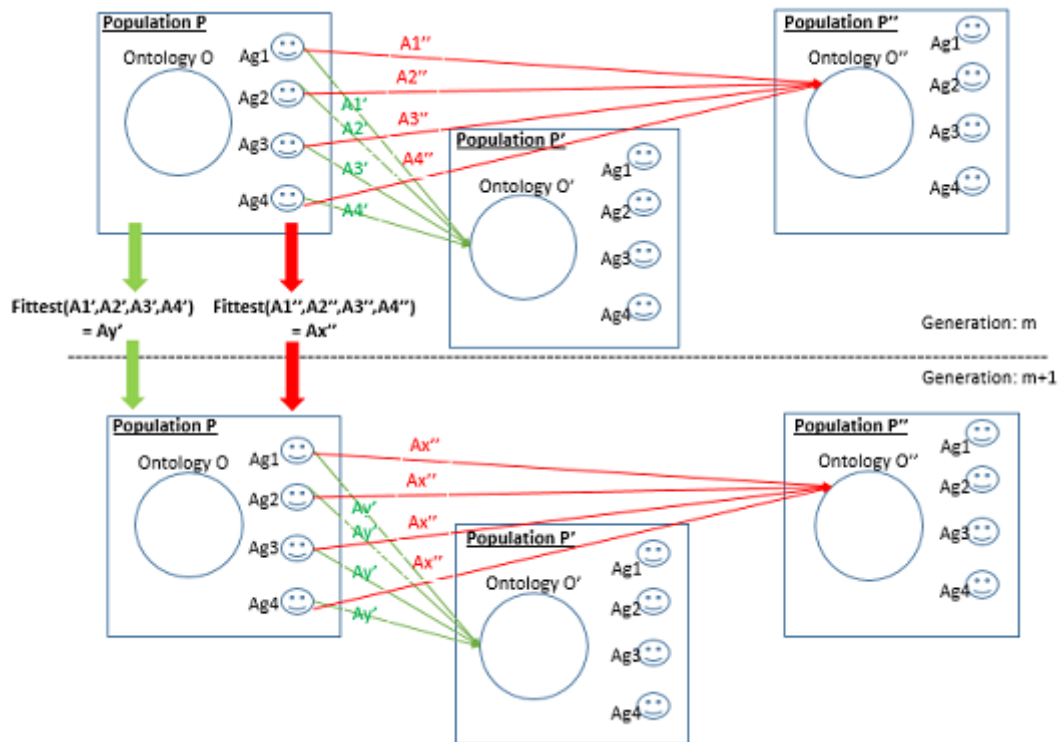 Population P
Ontology O
Ag1
Ag2
Ag3
Ag4
A1''
A2''
A3''
A4''
A1'
A2'
A3'
A4'
Population P'
Ontology O'
Ag1
Ag2
Ag3
Ag4
Population P''
Ontology O''
Ag1
Ag2
Ag3
Ag4
Fittest(A1',A2',A3',A4')
= Ay'
Fittest(A1'',A2'',A3'',A4'')
= Ax''
Generation: m
Generation: m+1
Population P
Ontology O
Ag1
Ag2
Ag3
Ag4
Ax''
Ax''
Ax''
Ax''
Ay'
Ay'
Ay'
Ay'
Population P'
Ontology O'
Ag1
Ag2
Ag3
Ag4
Population P''
Ontology O''
Ag1
Ag2
Ag3
Ag4